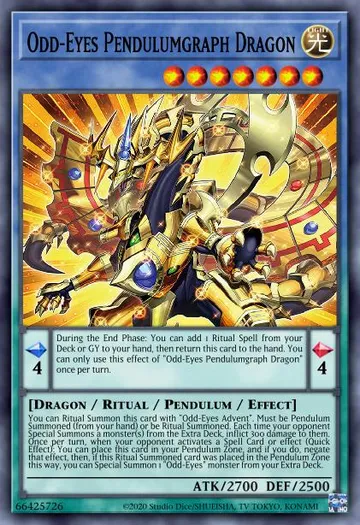 ODD-EYES PENDULUMGRAPH DRAGON
LIGHT
光
During the End Phase: You can add 1 Ritual Spell from your
Deck or GY to your hand, then return this card to the hand. You
can only use this effect of "Odd-Eyes Pendulumgraph Dragon"
once per turn.
4
4
[DRAGON / RITUAL / PENDULUM / EFFECT]
You can Ritual Summon this card with "Odd-Eyes Advent". Must be Pendulum
Summoned (from your hand) or be Ritual Summoned. Each time your opponent
Special Summons a monster(s) from the Extra Deck, inflict 300 damage to them.
Once per turn, when your opponent activates a Spell Card or effect (Quick
Effect): You can place this card in your Pendulum Zone, and if you do, negate
that effect, then, if this Ritual Summoned card was placed in the Pendulum Zone
this way, you can Special Summon 1 "Odd-Eyes" monster from your Extra Deck.
ATK/2700 DEF/2500
66425726
©2020 Studio Dice/SHUEISHA, TV TOKYO, KONAMI